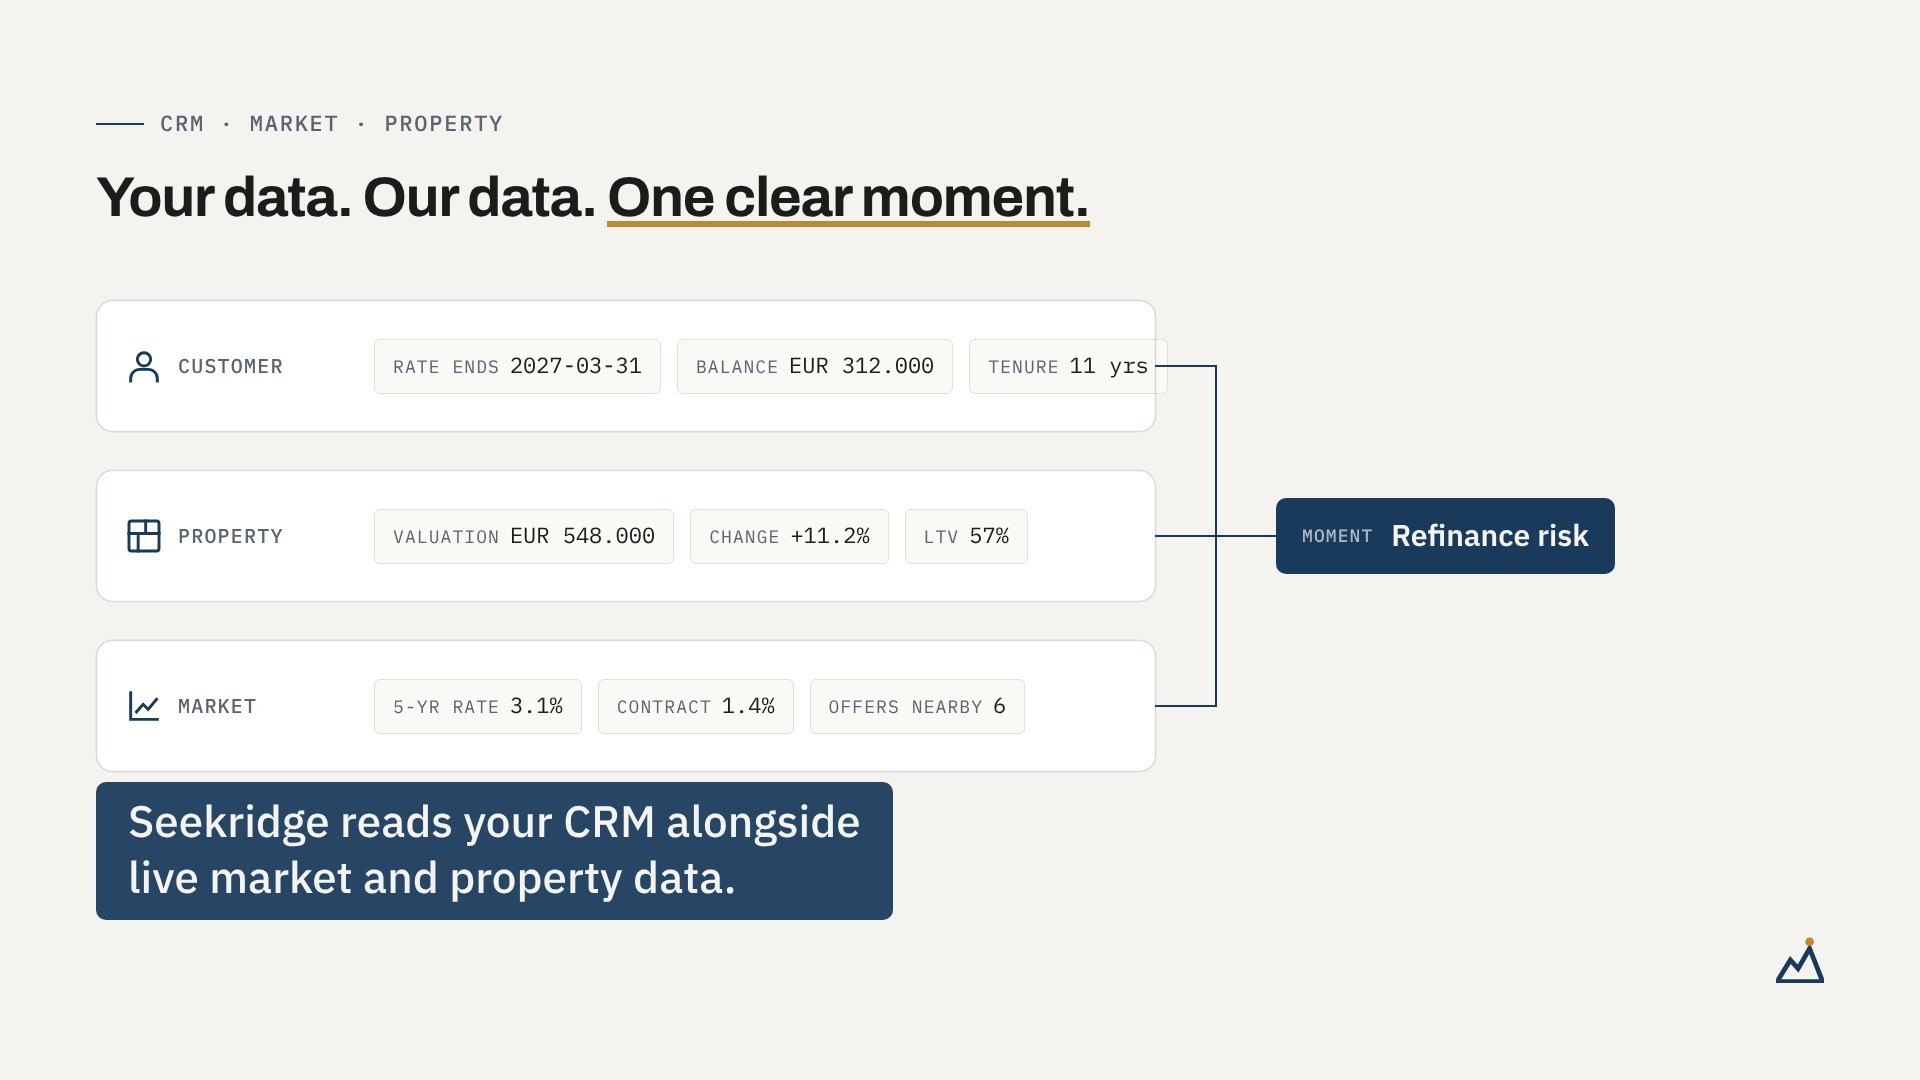 CRM · MARKET · PROPERTY
Your data. Our data. One clear moment.
CUSTOMER RATE ENDS 2027-03-31 BALANCE EUR 312.000 TENURE 11 yrs
PROPERTY VALUATION EUR 548.000 CHANGE +11.2% LTV 57%
MOMENT Refinance risk
MARKET 5-YR RATE 3.1% CONTRACT 1.4% OFFERS NEARBY 6
Seekridge reads your CRM alongside
live market and property data.